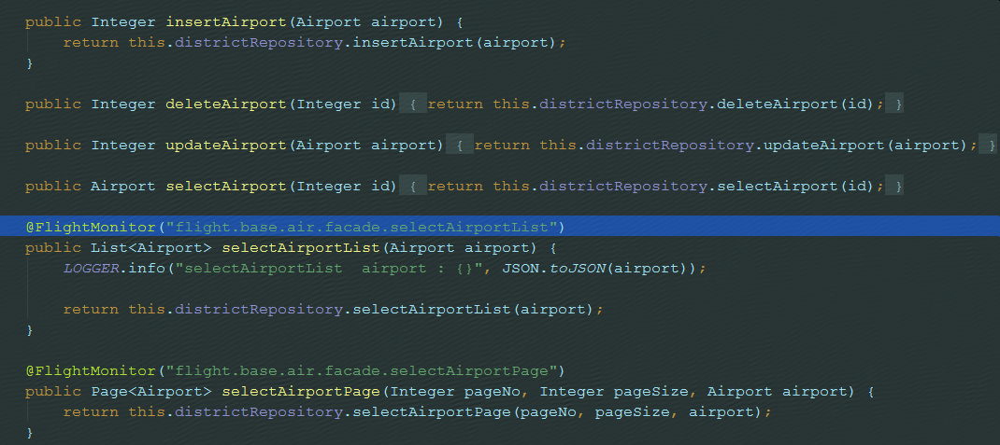 public Integer insertAirport(Airport airport) {
return this.districtRepository.insertAirport(airport);
}
public Integer deleteAirport(Integer id) { return this.districtRepository.deleteAirport(id); }
public Integer updateAirport(Airport airport) { return this.districtRepository.updateAirport(airport); }
public Airport selectAirport(Integer id) { return this.districtRepository.selectAirport(id); }
@FlightMonitor("flight.base.air.facade.selectAirportList")
public List<Airport> selectAirportList(Airport airport) {
LOGGER.info("selectAirportList  airport : {}", JSON.toJSON(airport));
return this.districtRepository.selectAirportList(airport);
}
@FlightMonitor("flight.base.air.facade.selectAirportPage")
public Page<Airport> selectAirportPage(Integer pageNo, Integer pageSize, Airport airport) {
return this.districtRepository.selectAirportPage(pageNo, pageSize, airport);
}